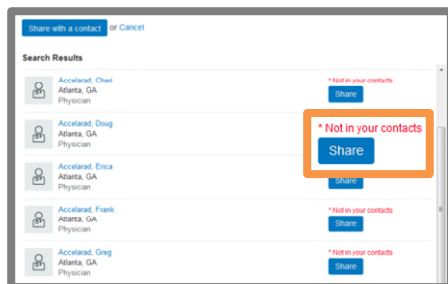 Share with a contact or Cancel
Search Results
Accelarad, Cheri
* Not in your contacts
Atlanta, GA
Share
Physician
Accelarad, Doug
Atlanta, GA
Physician
* Not in your contacts
Share
Accelarad, Erica
Atlanta, GA
Share
Physician
Accelarad, Frank
* Not in your contacts
Atlanta, GA
Share
Physician
Accelarad, Greg
* Not in your contacts
Atlanta, GA
Share
Physician